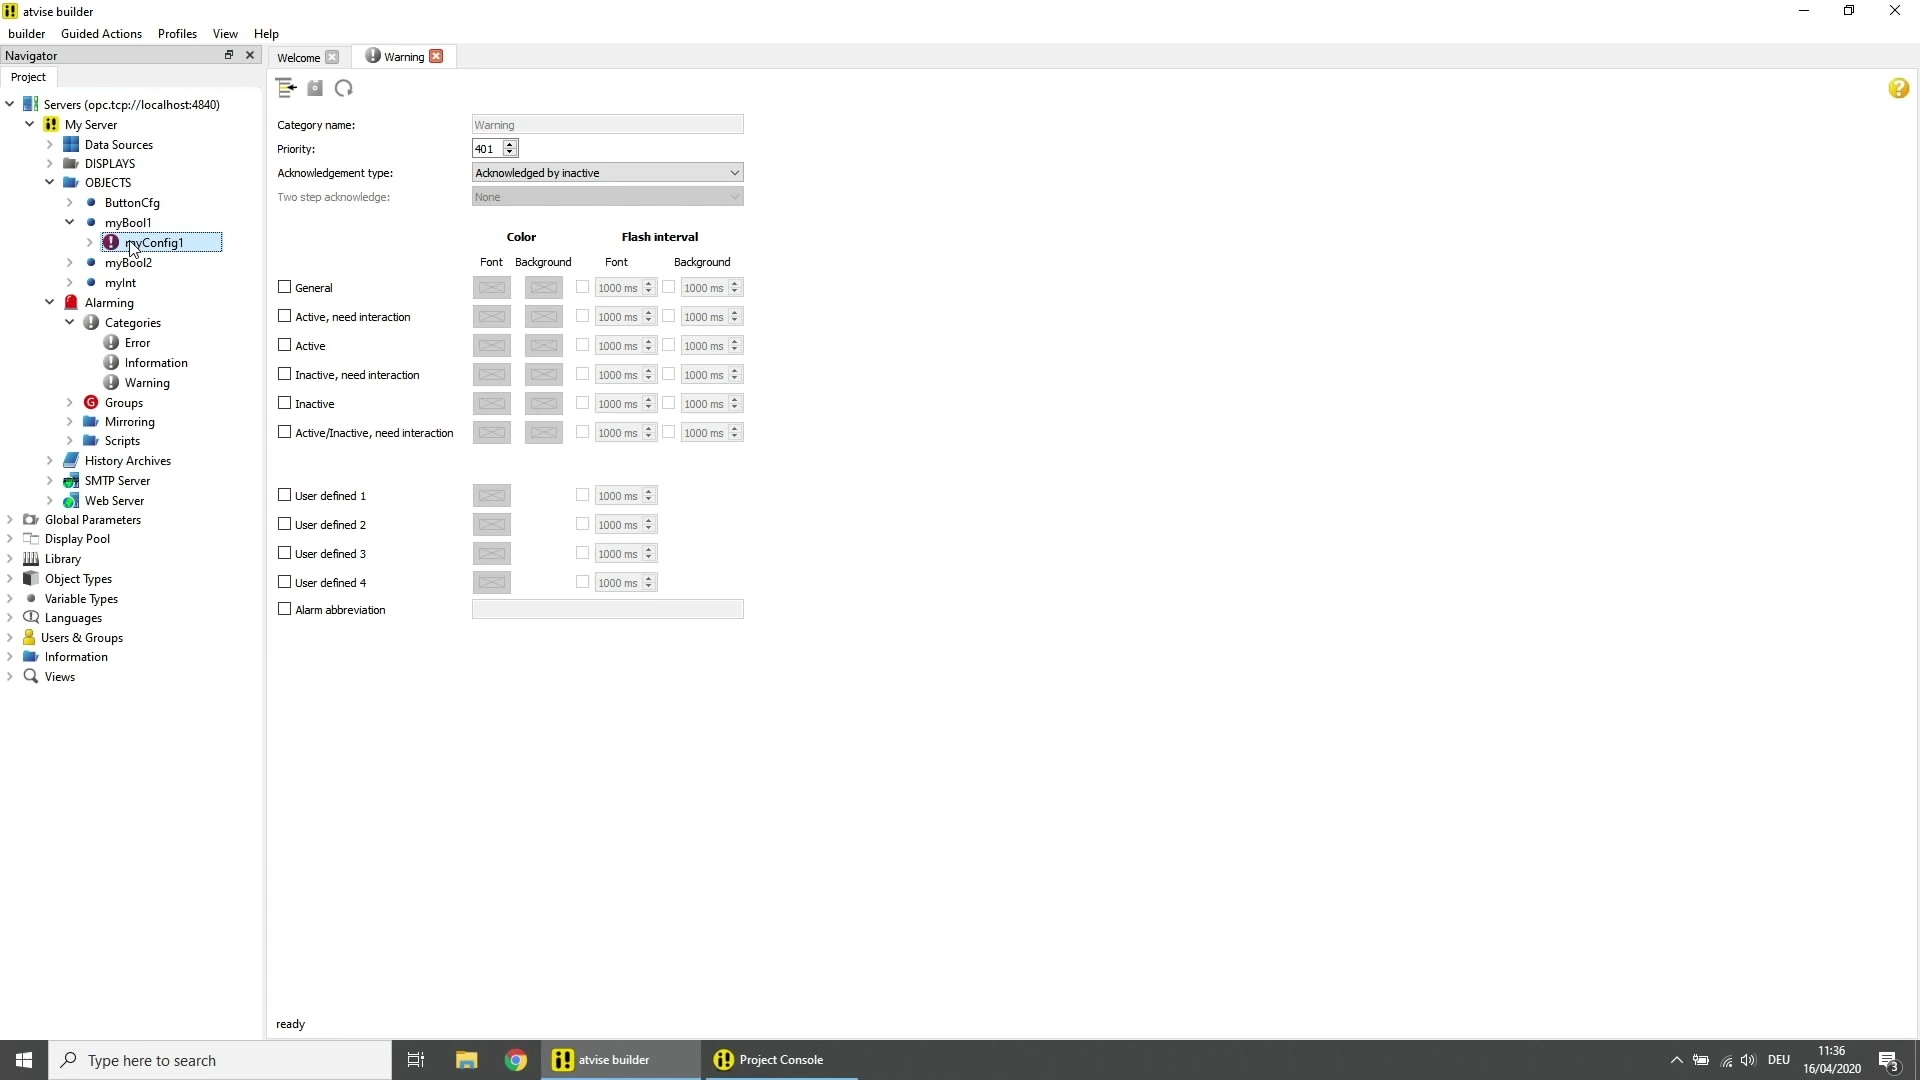 atvise builder
builder Guided Actions Profiles View Help
Navigator
Project
Servers (opc.tcp://localhost:4840)
My Server
Data Sources
DISPLAYS
OBJECTS
ButtonCfg
myBool1
myConfig1
myBool2
myInt
Alarming
Categories
Error
Information
Warning
Groups
Mirroring
Scripts
History Archives
SMTP Server
Web Server
Global Parameters
Display Pool
Library
Object Types
Variable Types
Languages
Users & Groups
Information
Views
Welcome Warning
Category name: Warning
Priority: 401
Acknowledgement type: Acknowledged by inactive
Two step acknowledge: None
Color Flash interval
Font Background Font Background
General 1000 ms 1000 ms
Active, need interaction 1000 ms 1000 ms
Active 1000 ms 1000 ms
Inactive, need interaction 1000 ms 1000 ms
Inactive 1000 ms 1000 ms
Active/Inactive, need interaction 1000 ms 1000 ms
User defined 1 1000 ms
User defined 2 1000 ms
User defined 3 1000 ms
User defined 4 1000 ms
Alarm abbreviation
ready
Type here to search atvise builder Project Console DEU 11:36
16/04/2020 3